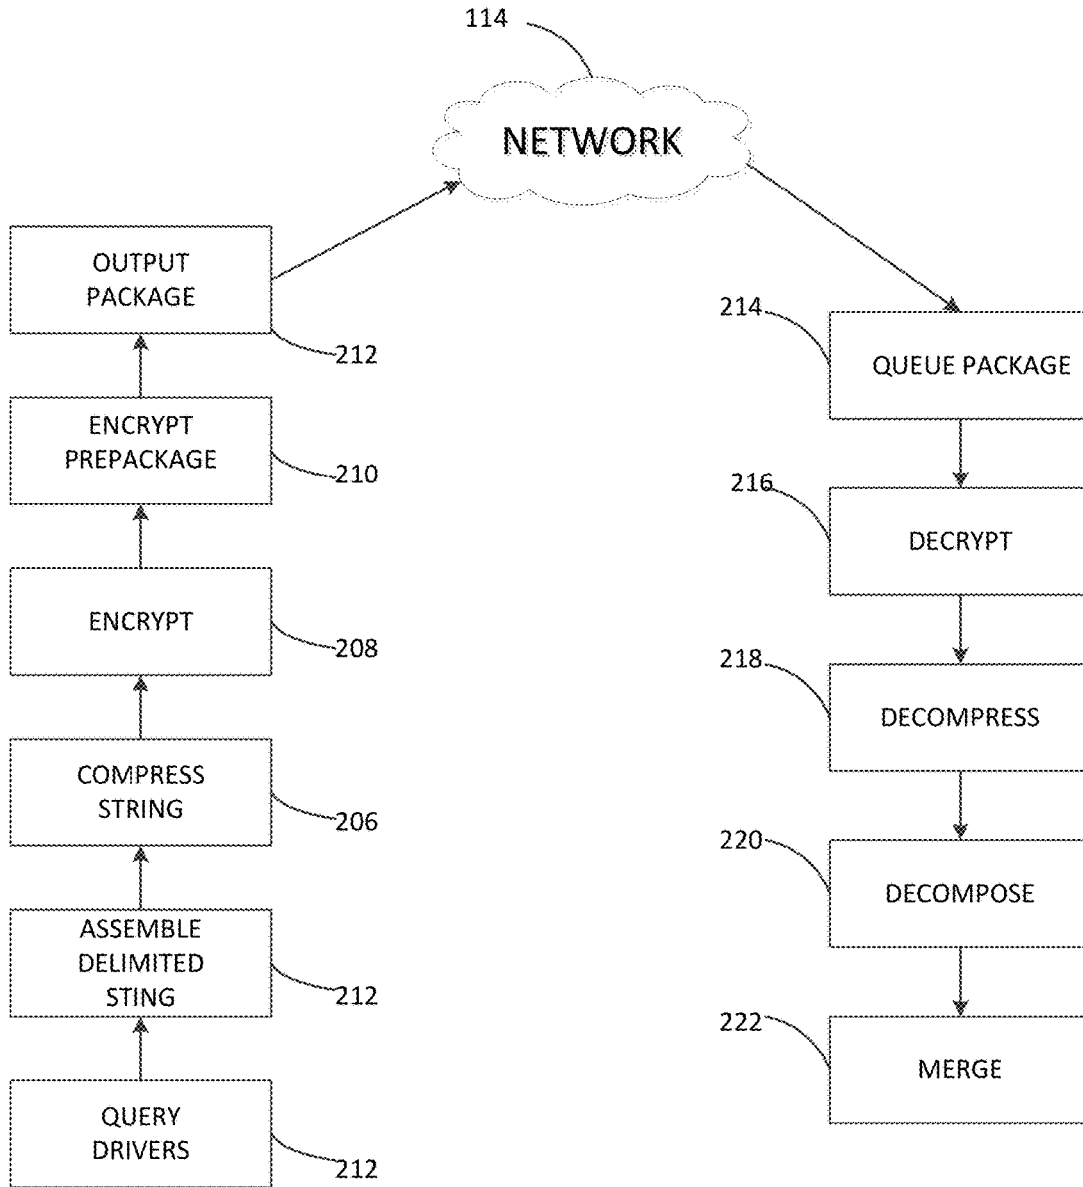 114
NETWORK
OUTPUT
PACKAGE
212
ENCRYPT
PREPACKAGE
210
ENCRYPT
208
COMPRESS
STRING
206
ASSEMBLE
DELIMITED
STING
212
QUERY
DRIVERS
212
214
QUEUE PACKAGE
216
DECRYPT
218
DECOMPRESS
220
DECOMPOSE
222
MERGE